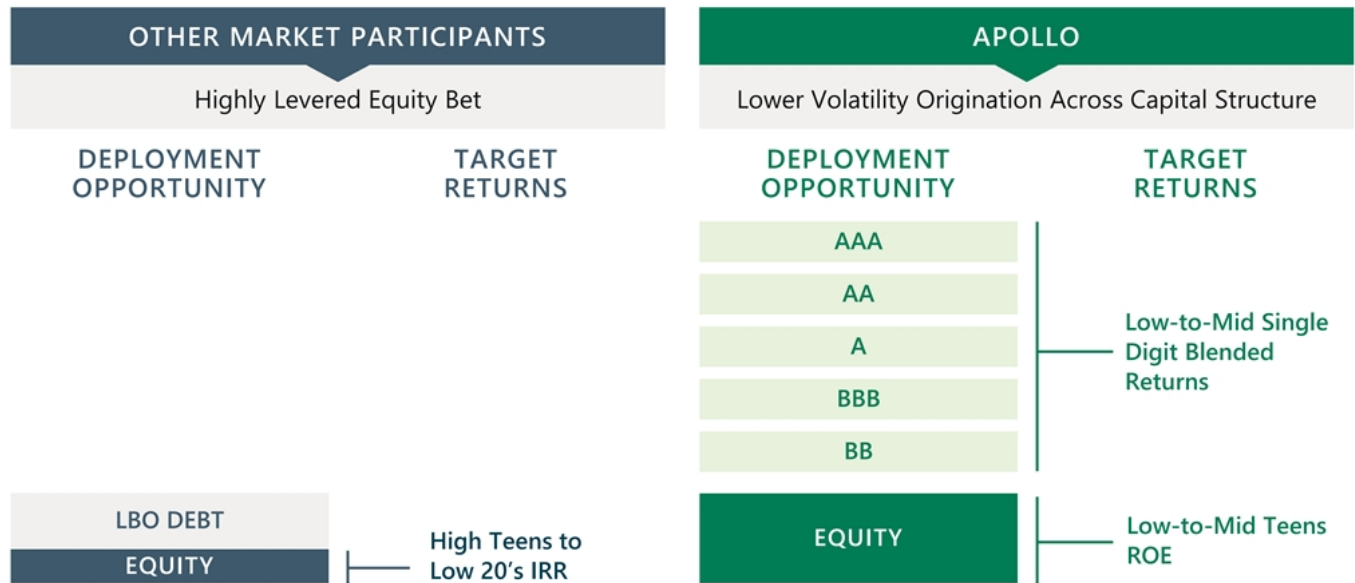 OTHER MARKET PARTICIPANTS
Highly Levered Equity Bet
DEPLOYMENT
OPPORTUNITY
TARGET
RETURNS
LBO DEBT
EQUITY
High Teens to
Low 20's IRR
APOLLO
Lower Volatility Origination Across Capital Structure
DEPLOYMENT
OPPORTUNITY
TARGET
RETURNS
AAA
AA
A
BBB
BB
Low-to-Mid Single
Digit Blended
Returns
EQUITY
Low-to-Mid Teens
ROE